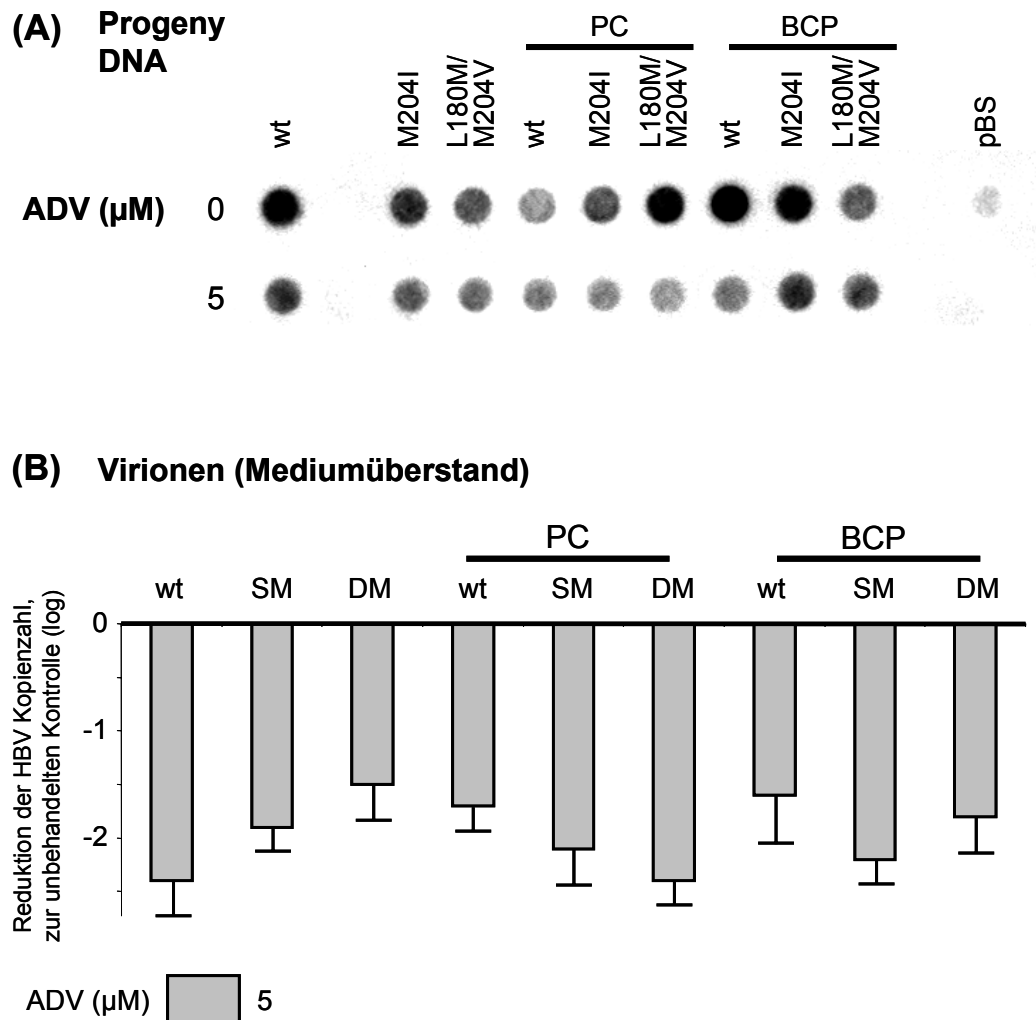 (A) Progeny DNA
PC BCP
wt M204I L180M/M204V wt M204I L180M/M204V wt M204I L180M/M204V pBS
ADV (µM) 0
5
(B) Virionen (Mediumüberstand)
PC BCP
wt SM DM wt SM DM wt SM DM
0
-1
-2
Reduktion der HBV Kopienzahl,
zur unbehandelten Kontrolle (log)
ADV (µM) 5